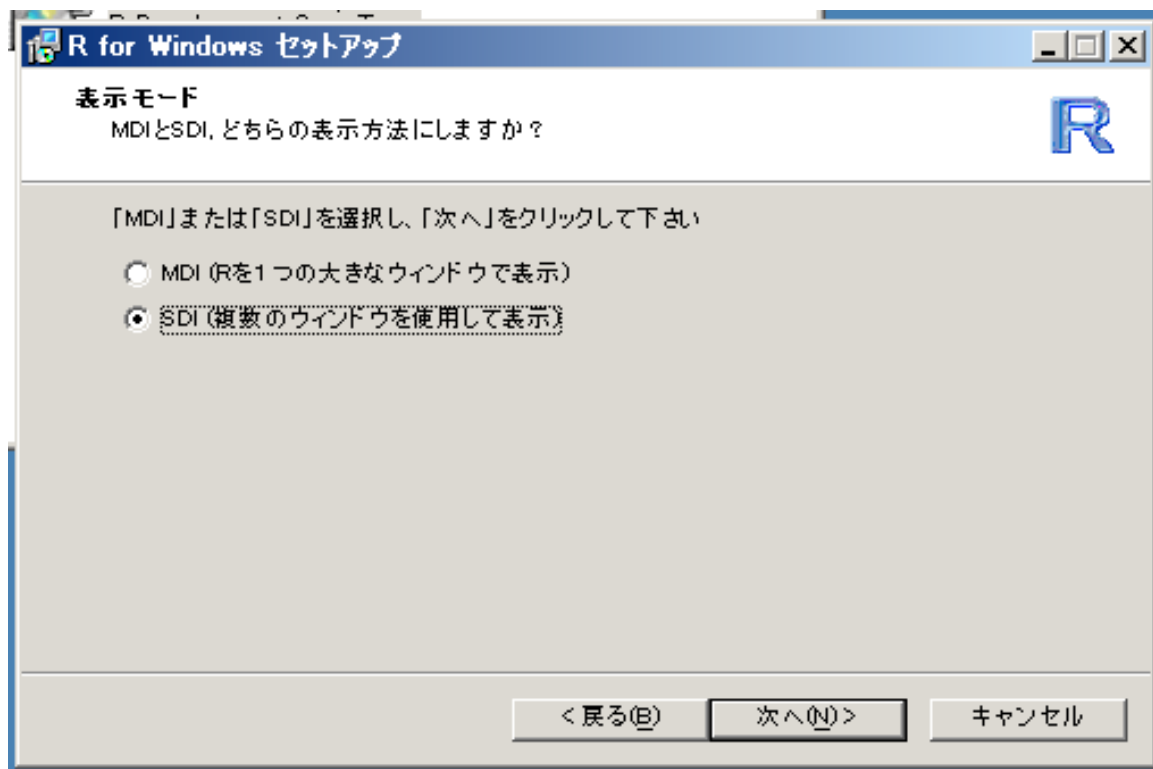 R for Windows セットアップ
表示モード
MDIとSDI, どちらの表示方法にしますか?
R
「MDI」または「SDI」を選択し、「次へ」をクリックして下さい
MDI (Rを1つの大きなウィンドウで表示)
SDI (複数のウィンドウを使用して表示)
< 戻る(B)
次へ(N) >
キャンセル